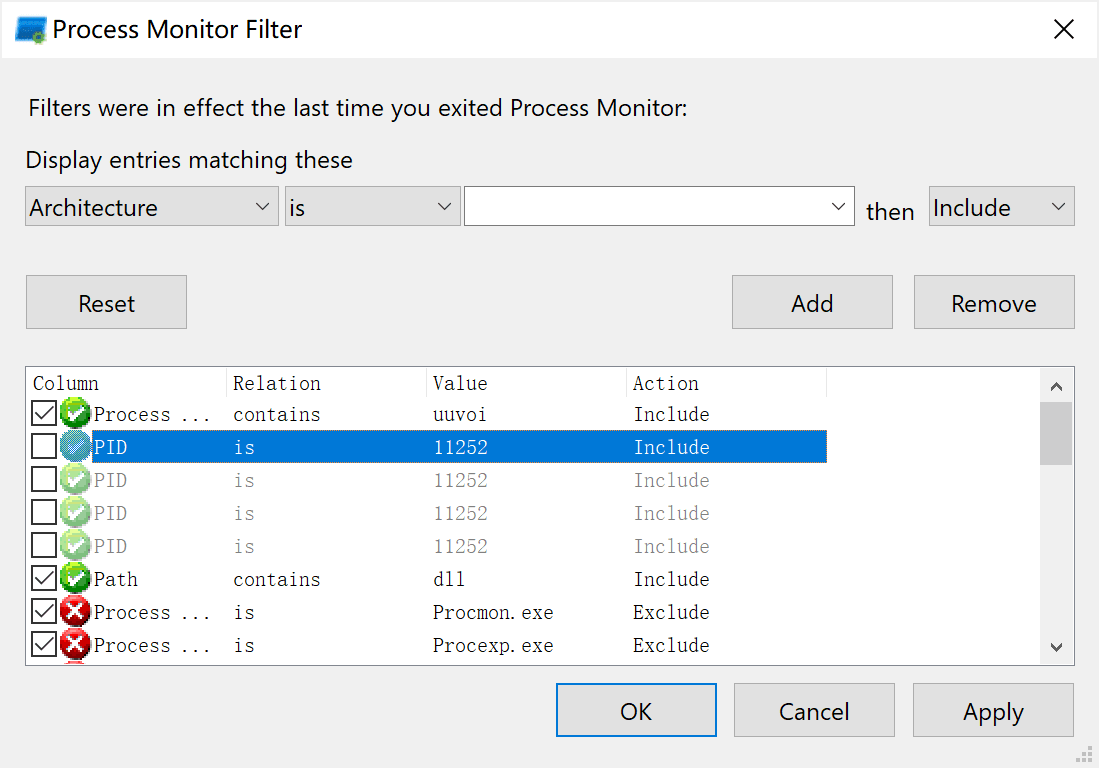 Process Monitor Filter
Filters were in effect the last time you exited Process Monitor:
Display entries matching these
Architecture is then Include
Reset Add Remove
Column Relation Value Action
Process ... contains uuvoi Include
PID is 11252 Include
PID is 11252 Include
PID is 11252 Include
PID is 11252 Include
Path contains dll Include
Process ... is Procmon.exe Exclude
Process ... is Procexp.exe Exclude
OK Cancel Apply